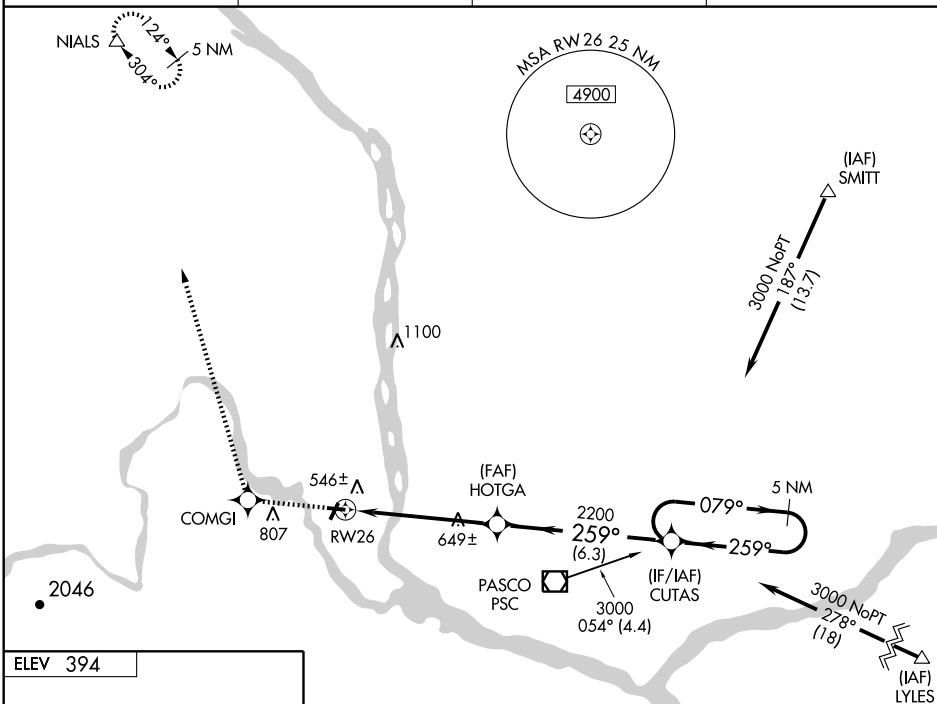 NIALS
124°
304°
5 NM
MSA RW26 25 NM
4900
(IAF)
SMITT
3000 NoPT
187°
(13.7)
1100
546±
COMGI
807
RW26
649±
(FAF)
HOTGA
2200
259°
(6.3)
079°
5 NM
259°
(IF/IAF)
CUTAS
PASCO
PSC
3000
054° (4.4)
3000 NoPT
278°
(18)
(IAF)
LYLES
2046
ELEV 394